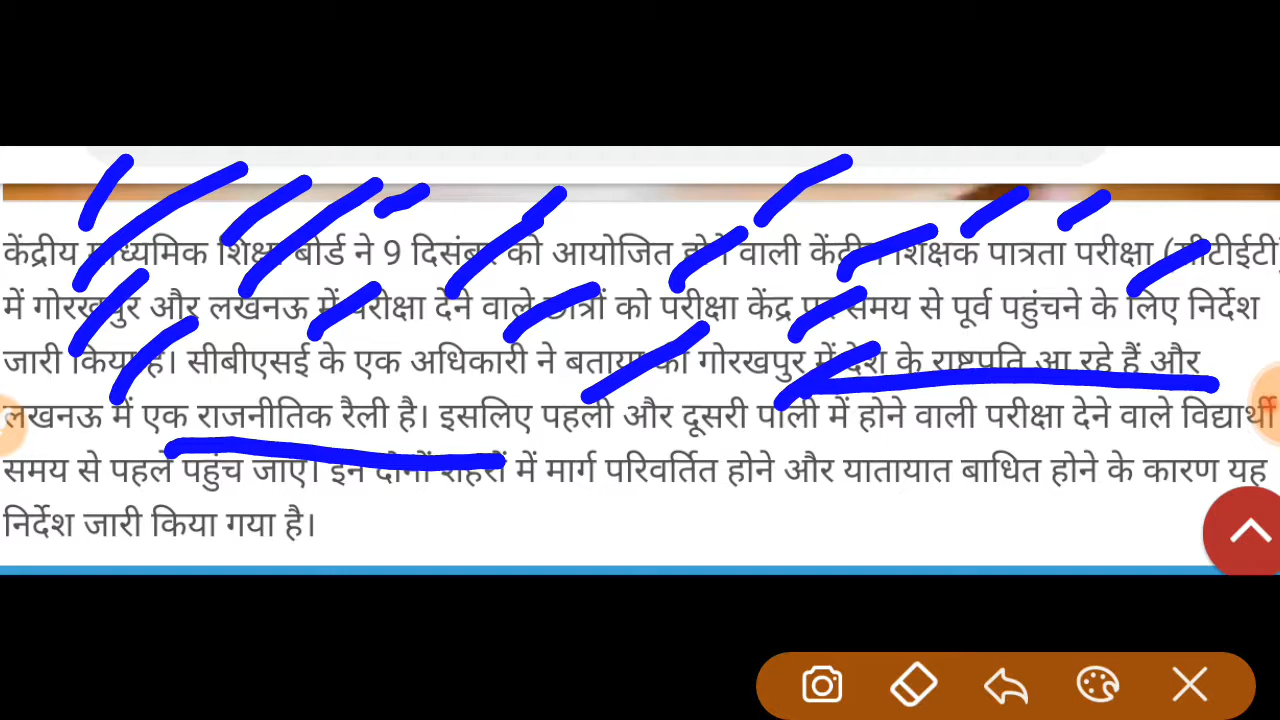 केंद्रीय माध्यमिक शिक्षा बोर्ड ने 9 दिसंबर को आयोजित होने वाली केंद्रीय शिक्षक पात्रता परीक्षा (सीटीईटी)
में गोरखपुर और लखनऊ में परीक्षा देने वाले छात्रों को परीक्षा केंद्र पर समय से पूर्व पहुंचने के लिए निर्देश
जारी किया है। सीबीएसई के एक अधिकारी ने बताया की गोरखपुर में देश के राष्ट्रपति आ रहे हैं और
लखनऊ में एक राजनीतिक रैली है। इसलिए पहली और दूसरी पाली में होने वाली परीक्षा देने वाले विद्यार्थी
समय से पहले पहुंच जाए। इन दोनों शहरों में मार्ग परिवर्तित होने और यातायात बाधित होने के कारण यह
निर्देश जारी किया गया है।